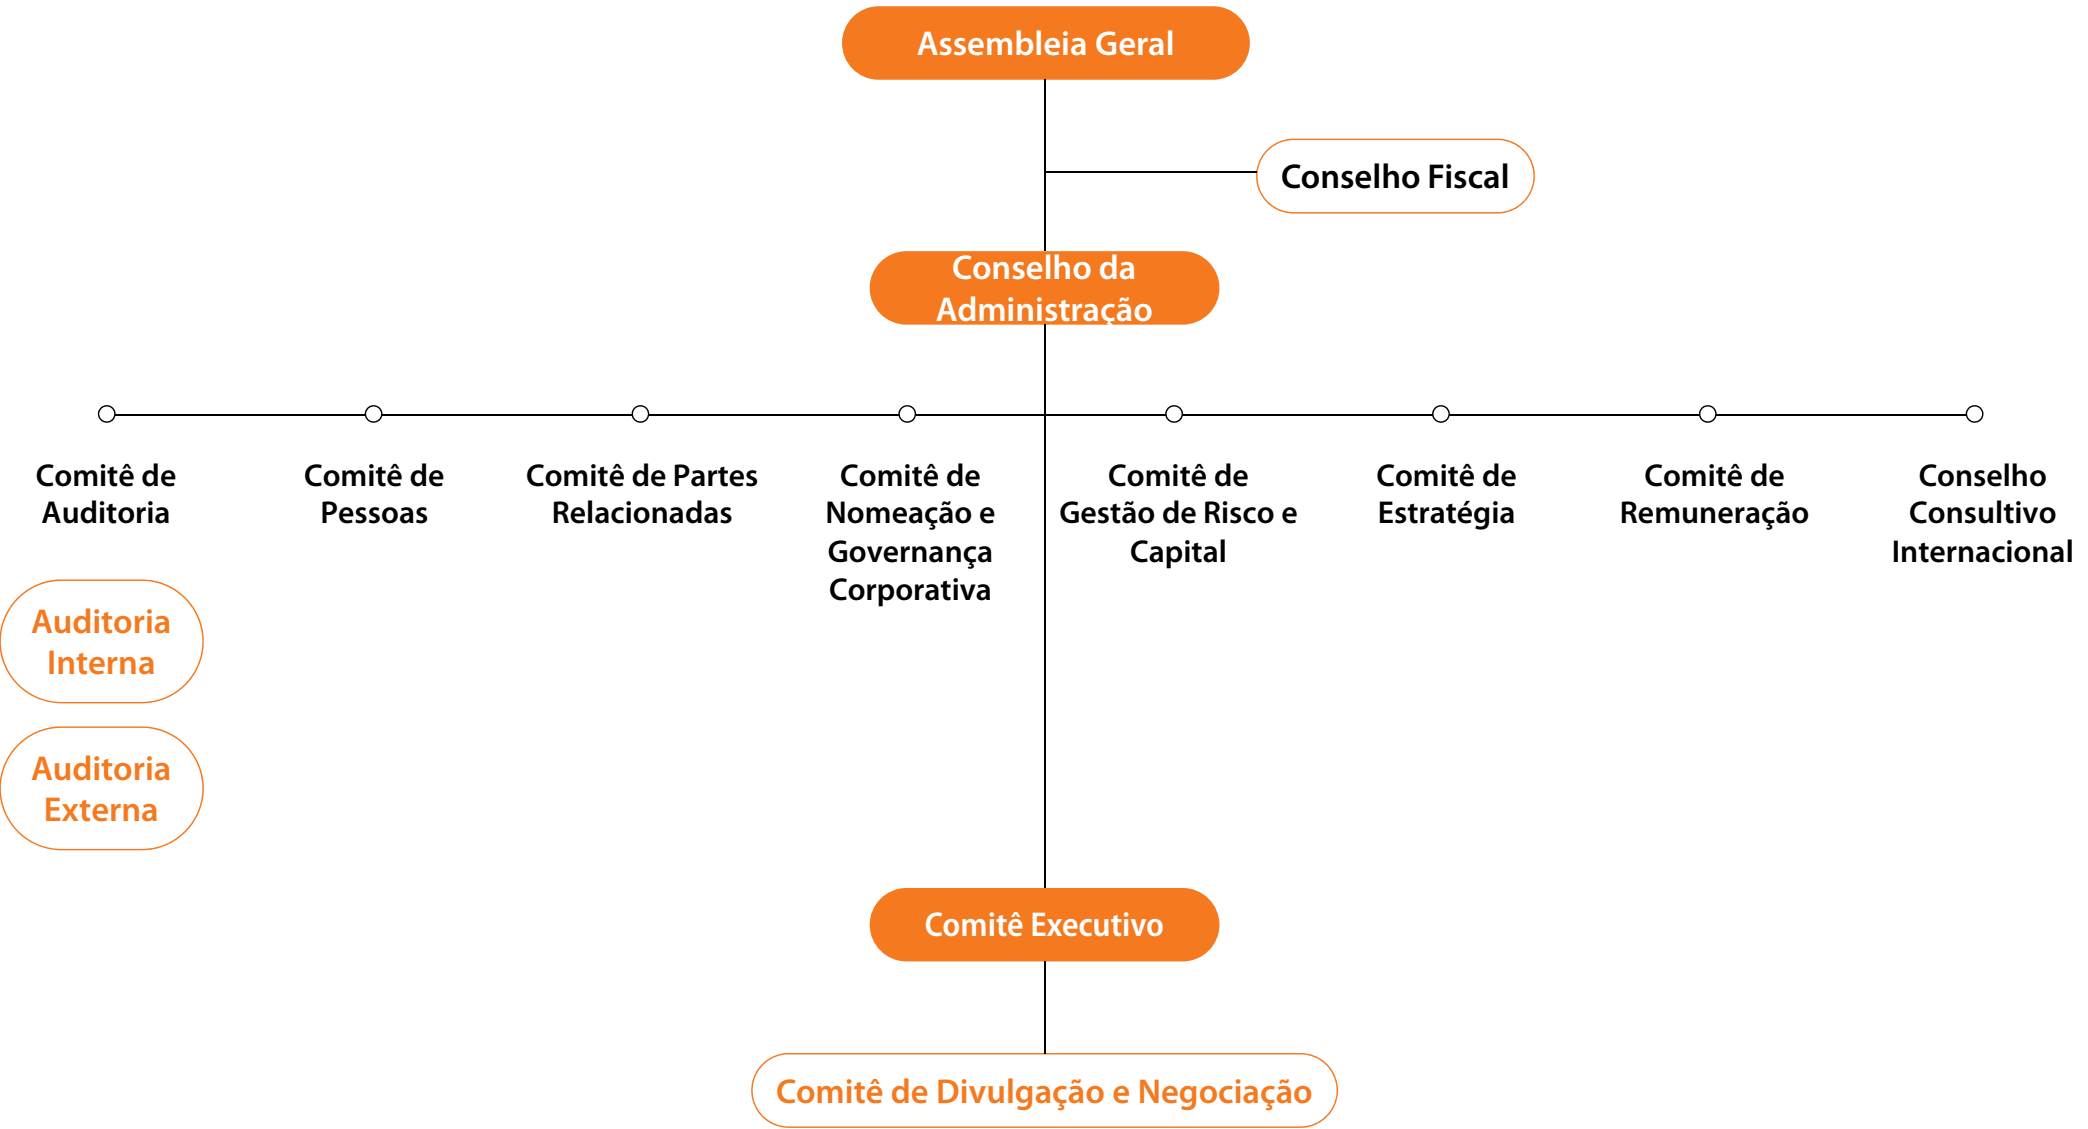 Assembleia Geral
Conselho Fiscal
Conselho da
Administração
Comitê de
Auditoria
Comitê de
Pessoas
Comitê de Partes
Relacionadas
Comitê de
Nomeação e
Governança
Corporativa
Comitê de
Gestão de Risco e
Capital
Comitê de
Estratégia
Comitê de
Remuneração
Conselho
Consultivo
Internacional
Auditoria
Interna
Auditoria
Externa
Comitê Executivo
Comitê de Divulgação e Negociação